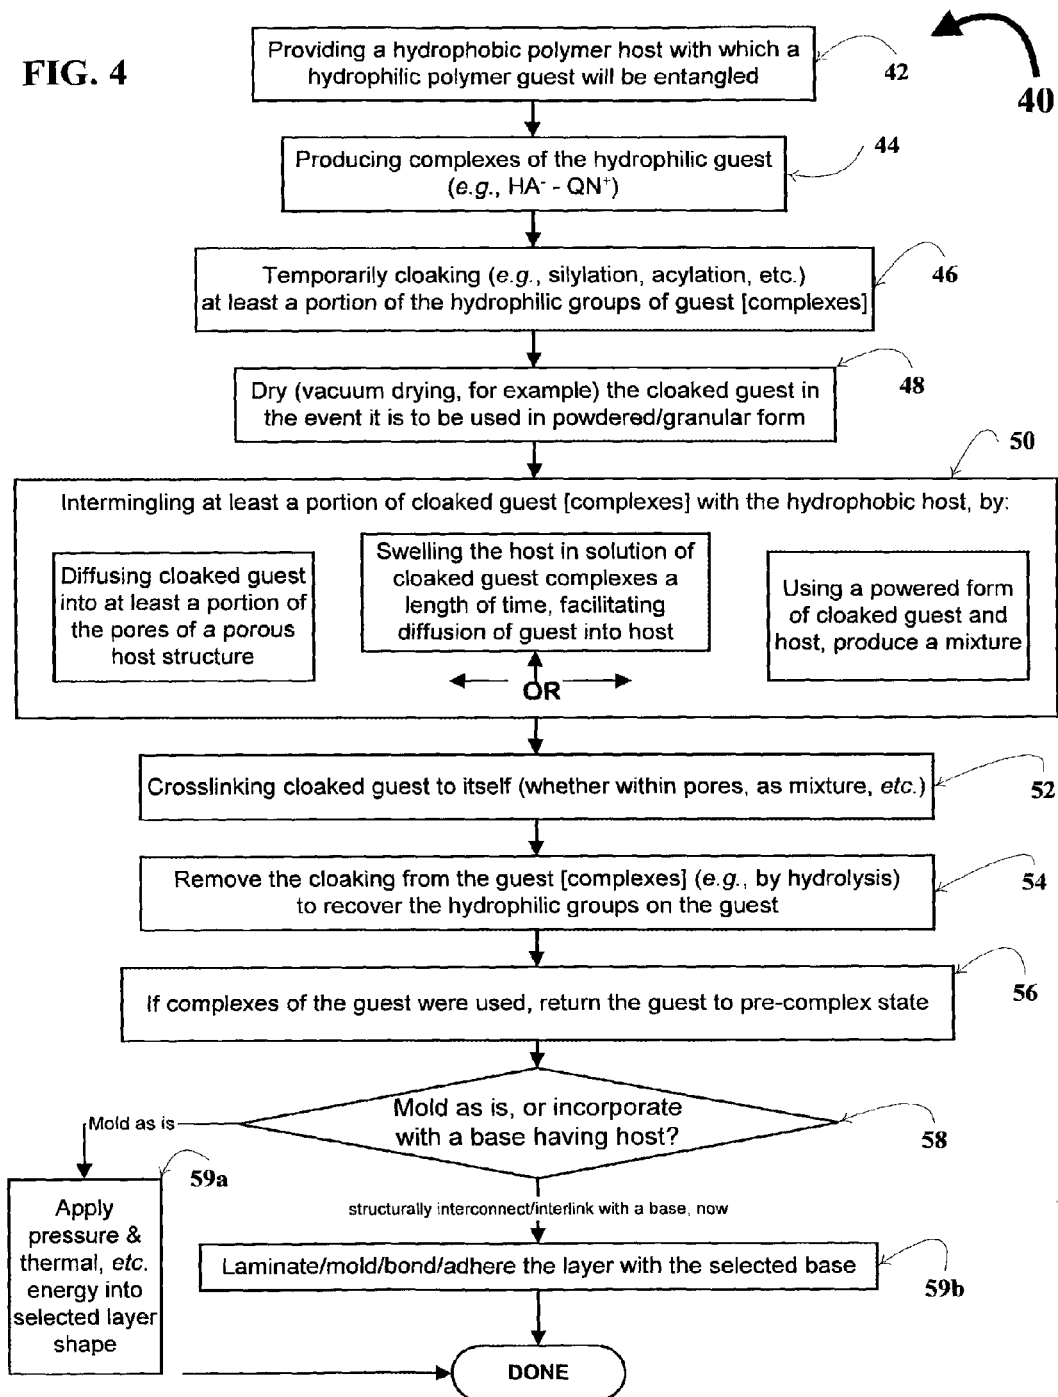 FIG. 4
Providing a hydrophobic polymer host with which a
hydrophilic polymer guest will be entangled
42
40
Producing complexes of the hydrophilic guest
(e.g., HA- - QN+)
44
Temporarily cloaking (e.g., silylation, acylation, etc.)
at least a portion of the hydrophilic groups of guest [complexes]
46
Dry (vacuum drying, for example) the cloaked guest in
the event it is to be used in powdered/granular form
48
50
Intermingling at least a portion of cloaked guest [complexes] with the hydrophobic host, by:
Diffusing cloaked guest
into at least a portion of
the pores of a porous
host structure
Swelling the host in solution of
cloaked guest complexes a
length of time, facilitating
diffusion of guest into host
Using a powered form
of cloaked guest and
host, produce a mixture
OR
Crosslinking cloaked guest to itself (whether within pores, as mixture, etc.)
52
Remove the cloaking from the guest [complexes] (e.g., by hydrolysis)
to recover the hydrophilic groups on the guest
54
If complexes of the guest were used, return the guest to pre-complex state
56
Mold as is, or incorporate
with a base having host?
58
Mold as is
59a
Apply
pressure &
thermal, etc.
energy into
selected layer
shape
structurally interconnect/interlink with a base, now
Laminate/mold/bond/adhere the layer with the selected base
59b
DONE